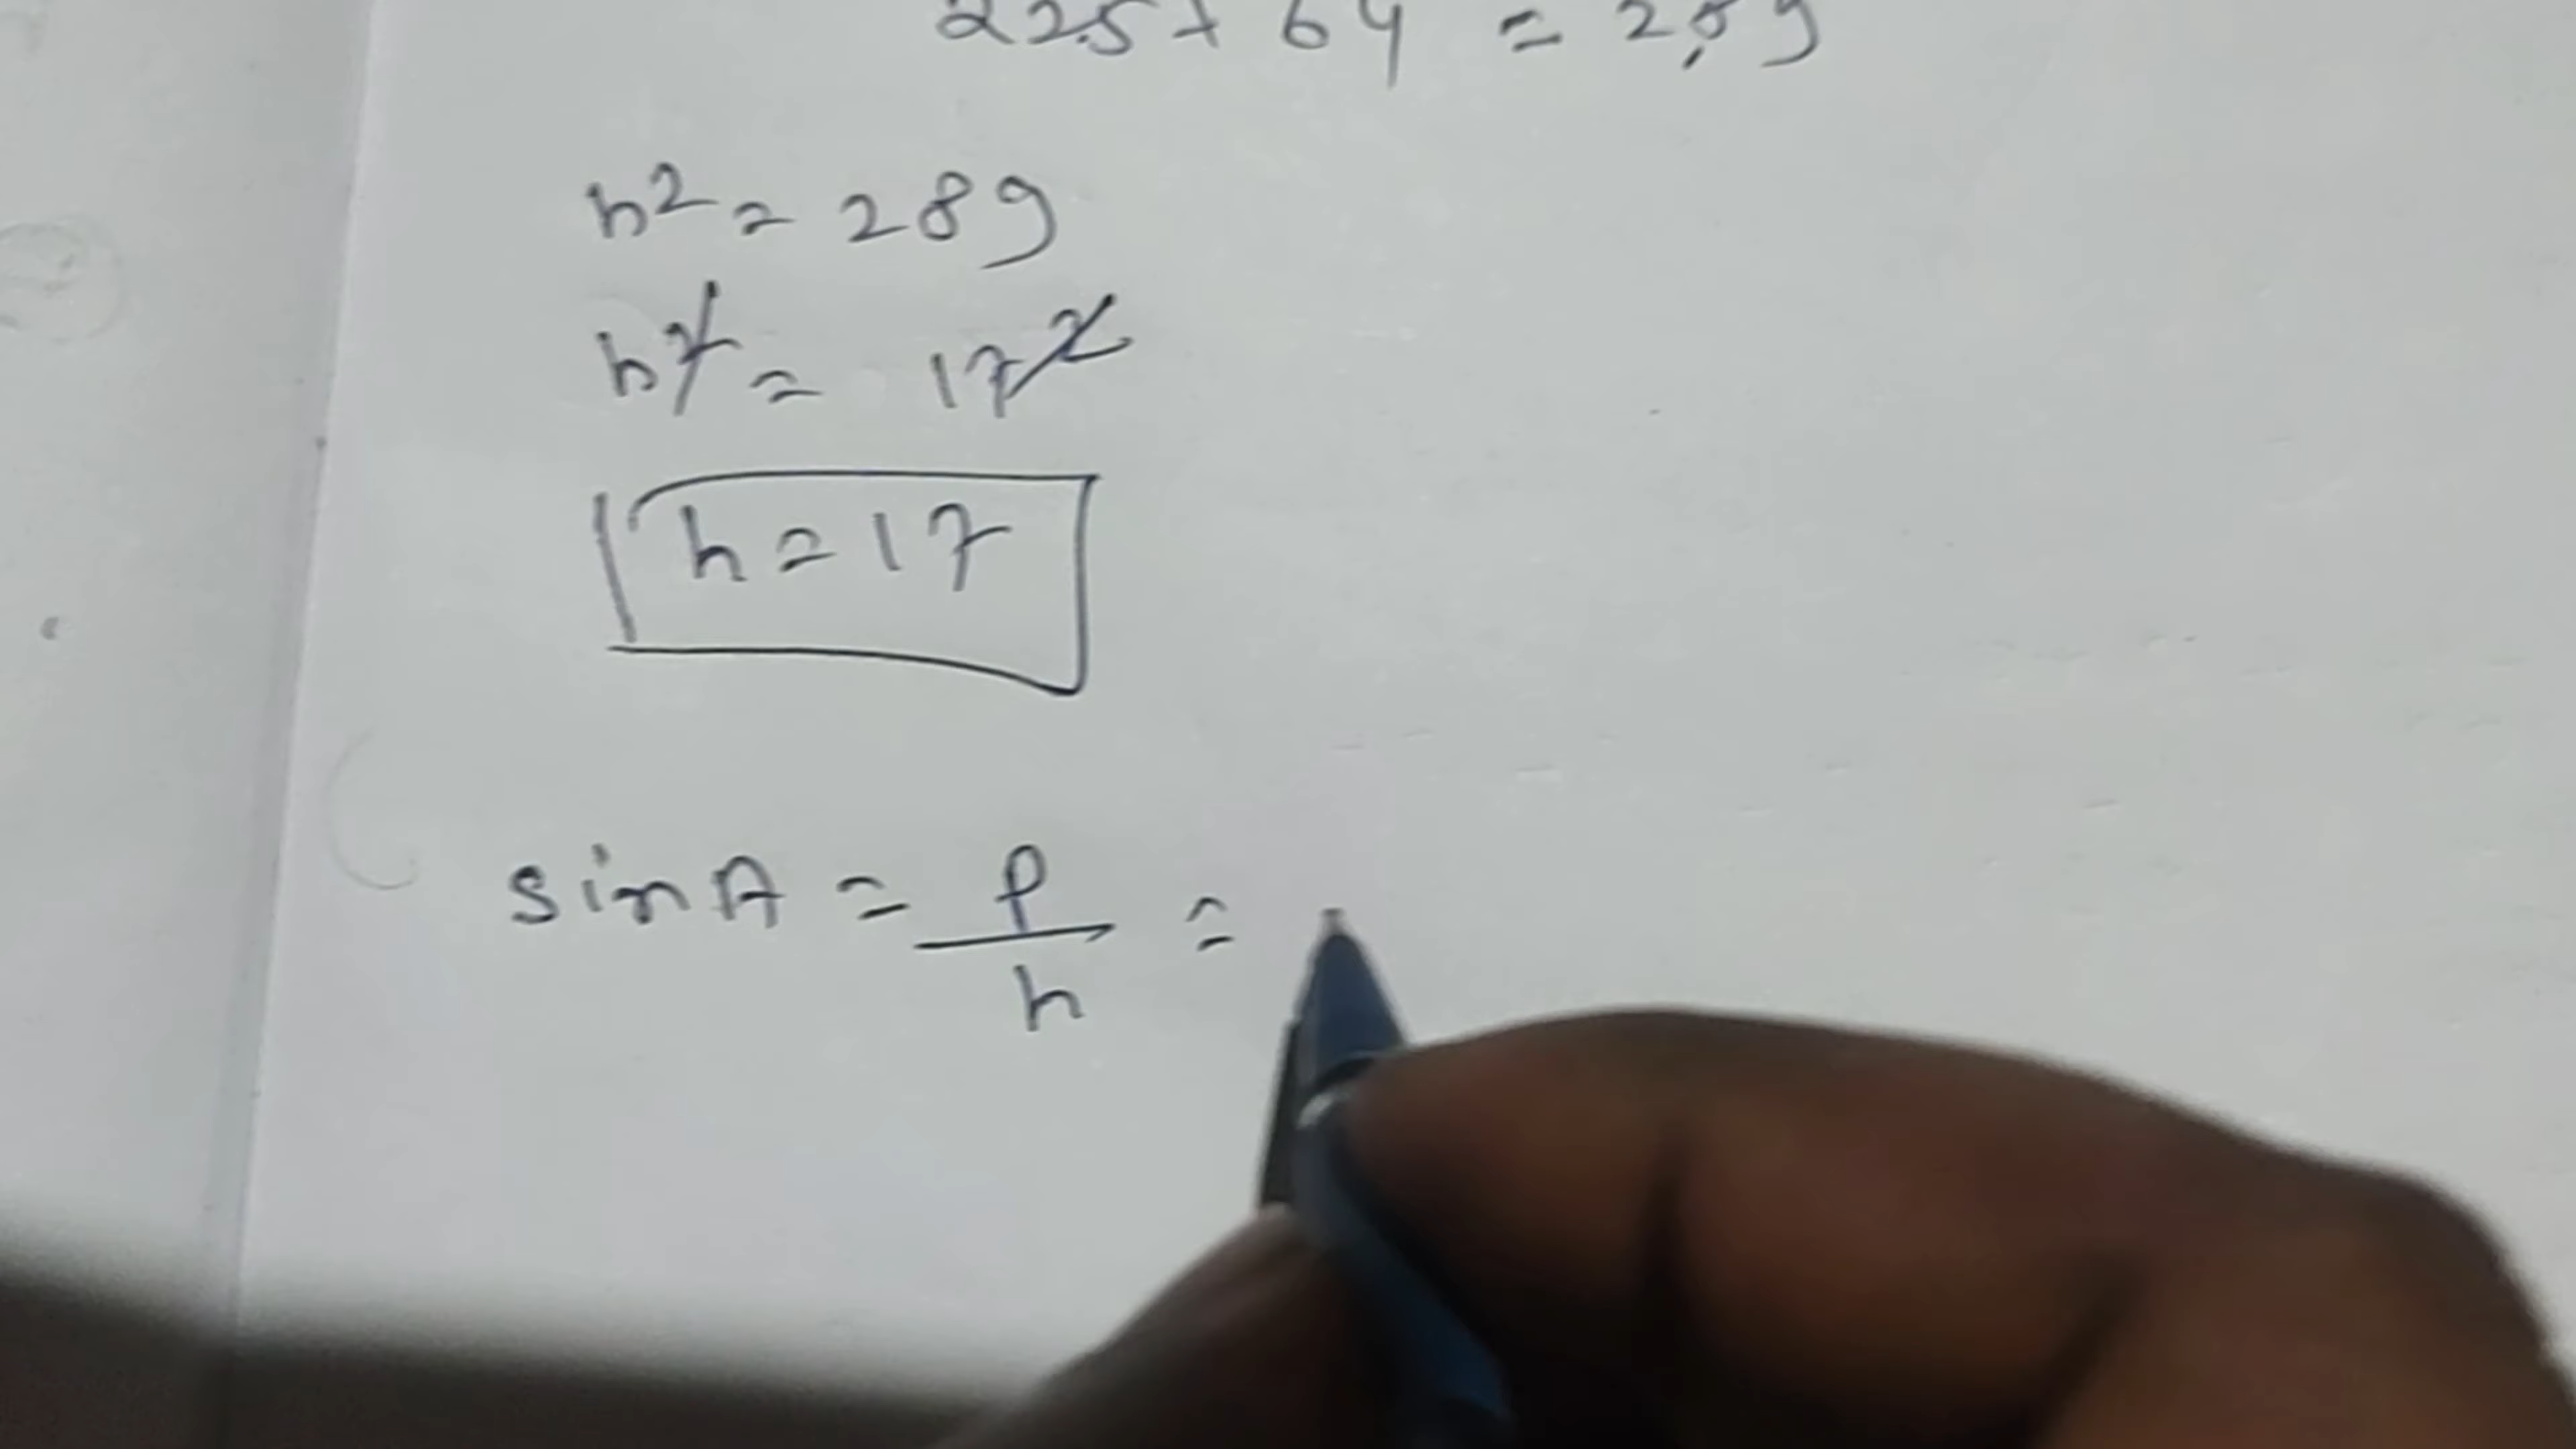 225 + 64 = 289
h² = 289
h² = 17²
h = 17
sin A = P/h =